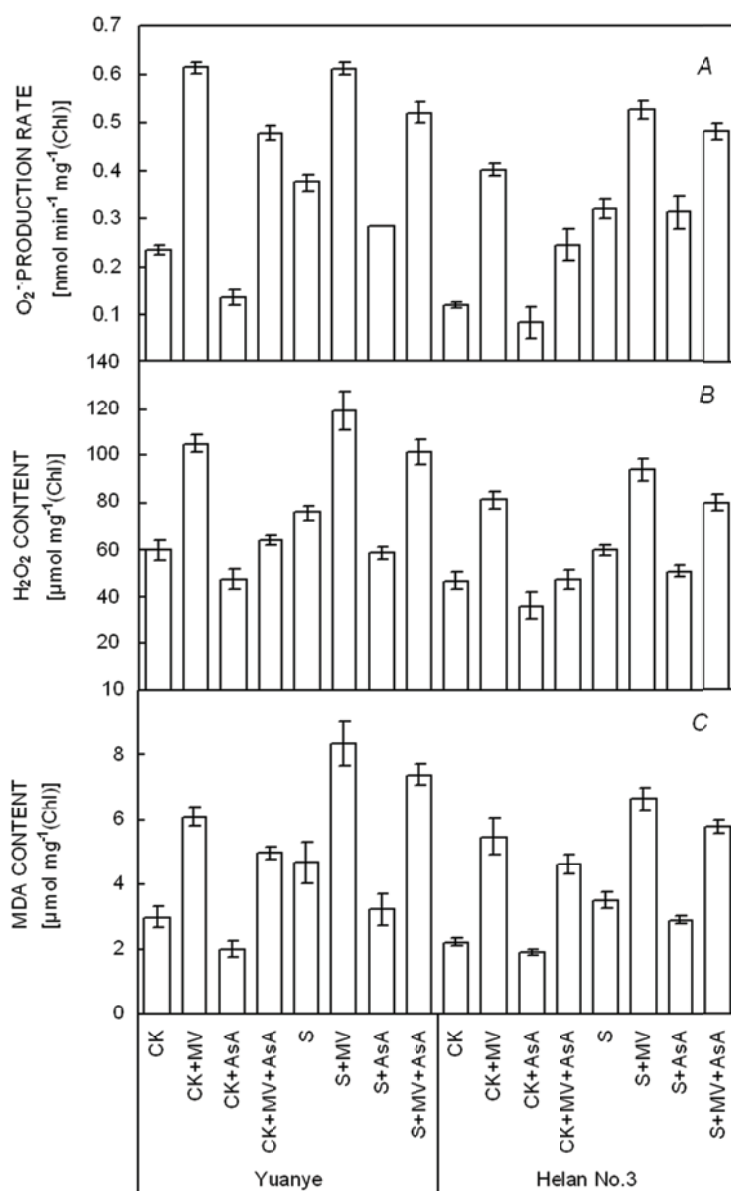 0.7
A
0.6
0.5
0.4
0.3
0.2
0.1
O₂⁻PRODUCTION RATE
[nmol min⁻¹ mg⁻¹(Chl)]
140
B
120
100
80
60
40
20
10
H₂O₂ CONTENT
[µmol mg⁻¹(Chl)]
C
8
6
4
2
0
MDA CONTENT
[µmol mg⁻¹(Chl)]
CK
CK+MV
CK+AsA
CK+MV+AsA
S
S+MV
S+AsA
S+MV+AsA
CK
CK+MV
CK+AsA
CK+MV+AsA
S
S+MV
S+AsA
S+MV+AsA
Yuanye
Helan No.3